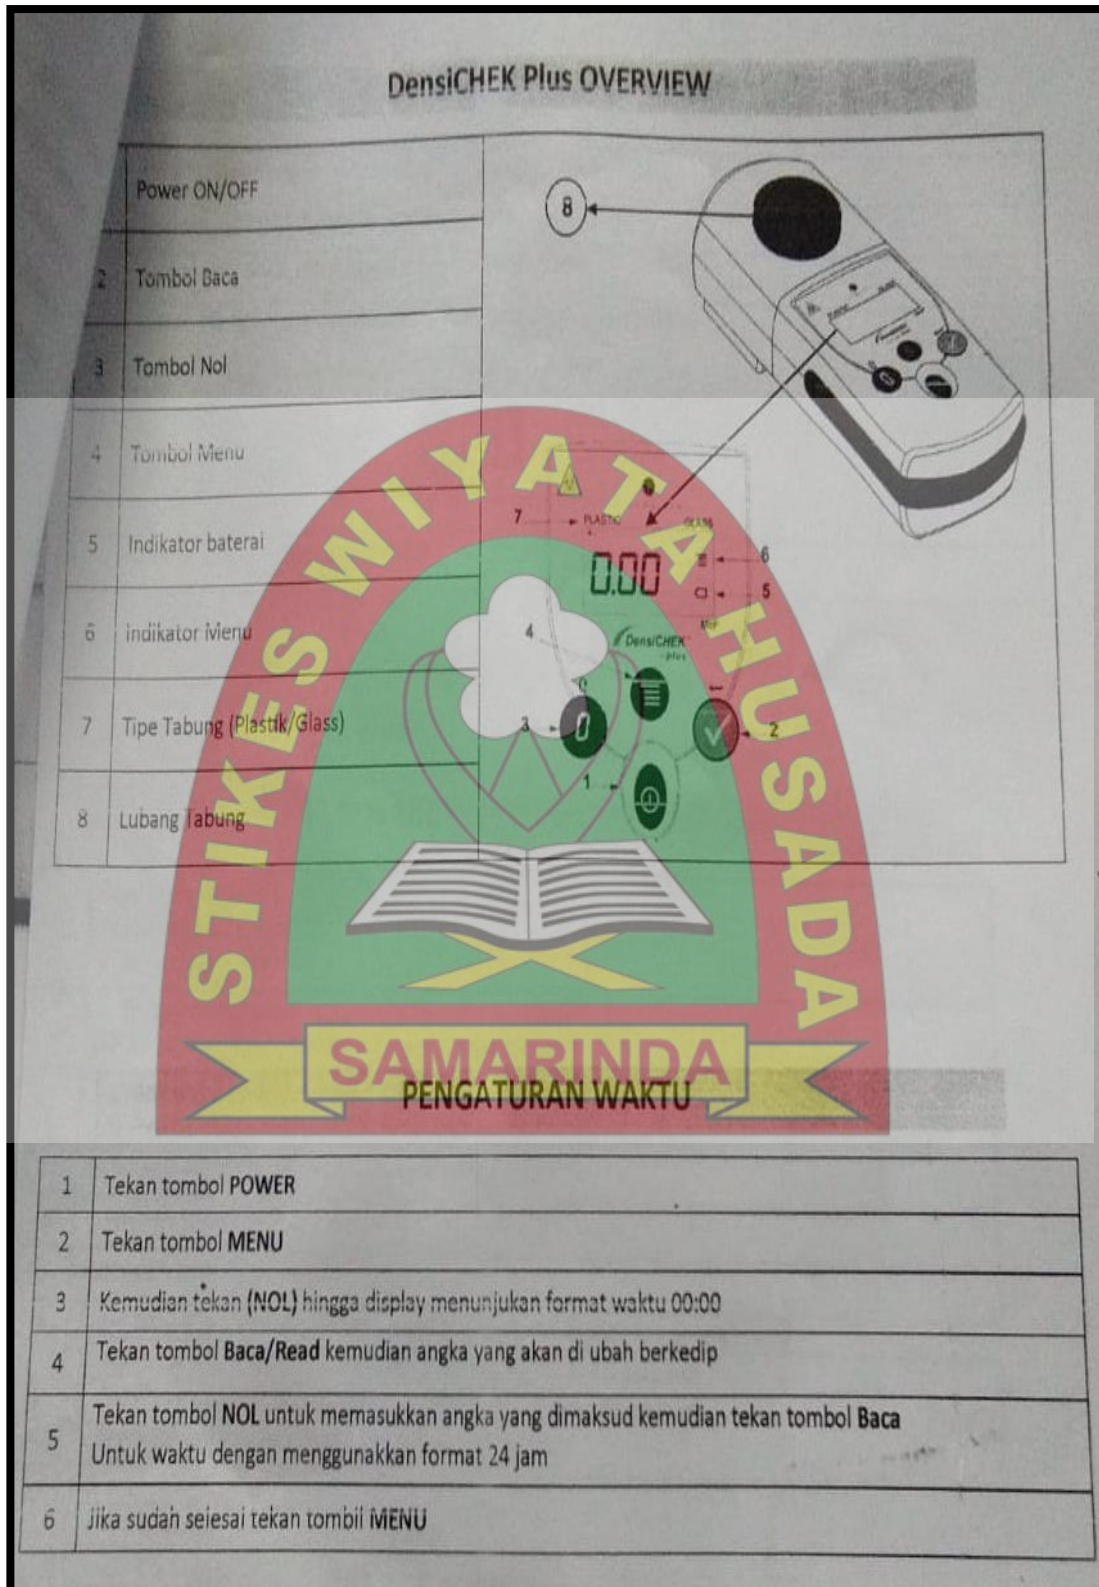 DensiCHEK Plus OVERVIEW
Power ON/OFF
2 Tombol Baca
3 Tombol Nol
4 Tombol Menu
5 Indikator baterai
6 indikator Menu
7 Tipe Tabung (Plastik/Glass)
8 Lubang Tabung
8
7 PLASTIC GLASS
0.00
6
5
McF
4
DensiCHEK
plus
0
3
2
1
STIKES WIYATA HUSADA
SAMARINDA
PENGATURAN WAKTU
1 Tekan tombol POWER
2 Tekan tombol MENU
3 Kemudian tekan (NOL) hingga display menunjukan format waktu 00:00
4 Tekan tombol Baca/Read kemudian angka yang akan di ubah berkedip
5 Tekan tombol NOL untuk memasukkan angka yang dimaksud kemudian tekan tombol Baca
Untuk waktu dengan menggunakkan format 24 jam
6 Jika sudah selesai tekan tombil MENU